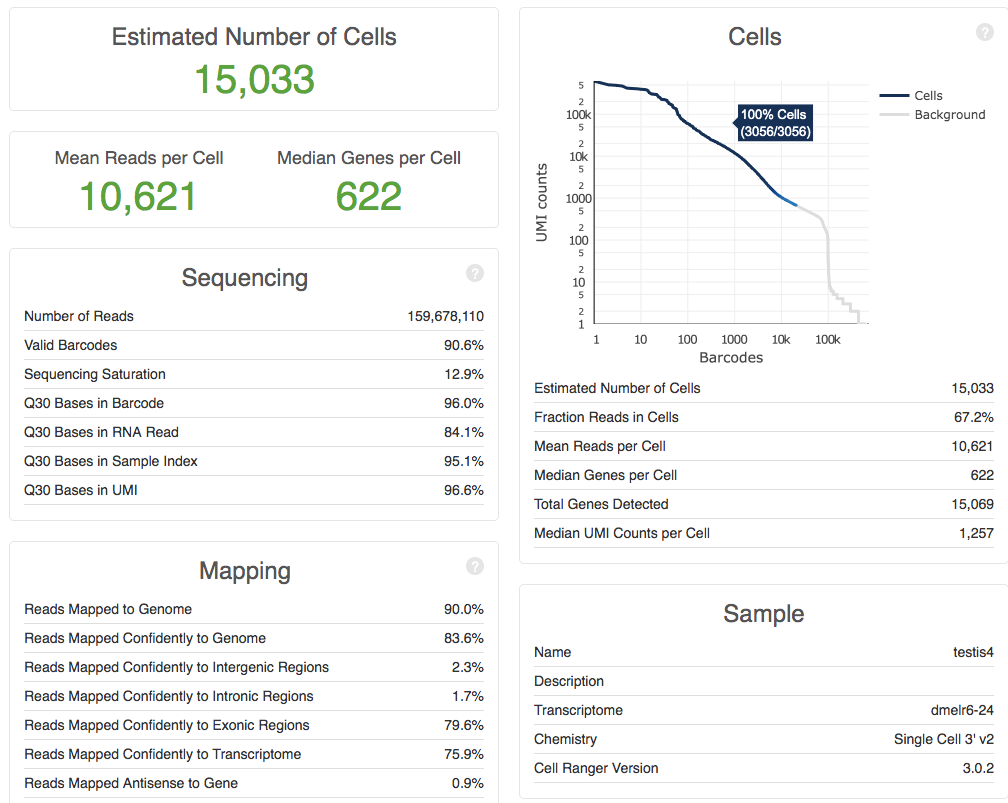 Estimated Number of Cells
15,033
Mean Reads per Cell
10,621
Median Genes per Cell
622
Sequencing
?
Number of Reads 159,678,110
Valid Barcodes 90.6%
Sequencing Saturation 12.9%
Q30 Bases in Barcode 96.0%
Q30 Bases in RNA Read 84.1%
Q30 Bases in Sample Index 95.1%
Q30 Bases in UMI 96.6%
Mapping
?
Reads Mapped to Genome 90.0%
Reads Mapped Confidently to Genome 83.6%
Reads Mapped Confidently to Intergenic Regions 2.3%
Reads Mapped Confidently to Intronic Regions 1.7%
Reads Mapped Confidently to Exonic Regions 79.6%
Reads Mapped Confidently to Transcriptome 75.9%
Reads Mapped Antisense to Gene 0.9%
Cells
?
5
2
100k
5
2
10k
5
2
1000
5
2
100
5
2
10
5
2
1
UMI counts
100% Cells
(3056/3056)
Cells
Background
1 10 100 1000 10k 100k
Barcodes
Estimated Number of Cells 15,033
Fraction Reads in Cells 67.2%
Mean Reads per Cell 10,621
Median Genes per Cell 622
Total Genes Detected 15,069
Median UMI Counts per Cell 1,257
Sample
Name testis4
Description
Transcriptome dmelr6-24
Chemistry Single Cell 3' v2
Cell Ranger Version 3.0.2